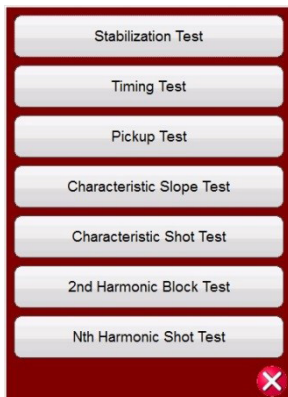 Stabilization Test
Timing Test
Pickup Test
Characteristic Slope Test
Characteristic Shot Test
2nd Harmonic Block Test
Nth Harmonic Shot Test